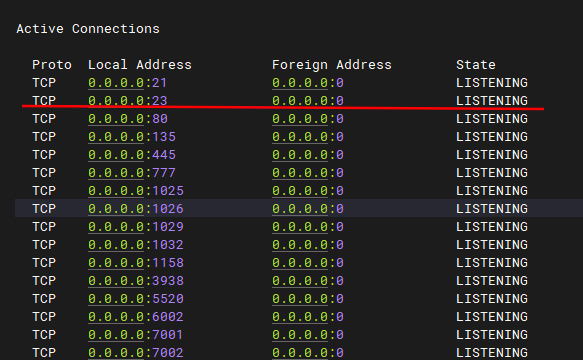 Active Connections
Proto Local Address Foreign Address State
TCP 0.0.0.0:21 0.0.0.0:0 LISTENING
TCP 0.0.0.0:23 0.0.0.0:0 LISTENING
TCP 0.0.0.0:80 0.0.0.0:0 LISTENING
TCP 0.0.0.0:135 0.0.0.0:0 LISTENING
TCP 0.0.0.0:445 0.0.0.0:0 LISTENING
TCP 0.0.0.0:777 0.0.0.0:0 LISTENING
TCP 0.0.0.0:1025 0.0.0.0:0 LISTENING
TCP 0.0.0.0:1026 0.0.0.0:0 LISTENING
TCP 0.0.0.0:1029 0.0.0.0:0 LISTENING
TCP 0.0.0.0:1032 0.0.0.0:0 LISTENING
TCP 0.0.0.0:1158 0.0.0.0:0 LISTENING
TCP 0.0.0.0:3938 0.0.0.0:0 LISTENING
TCP 0.0.0.0:5520 0.0.0.0:0 LISTENING
TCP 0.0.0.0:6002 0.0.0.0:0 LISTENING
TCP 0.0.0.0:7001 0.0.0.0:0 LISTENING
TCP 0.0.0.0:7002 0.0.0.0:0 LISTENING